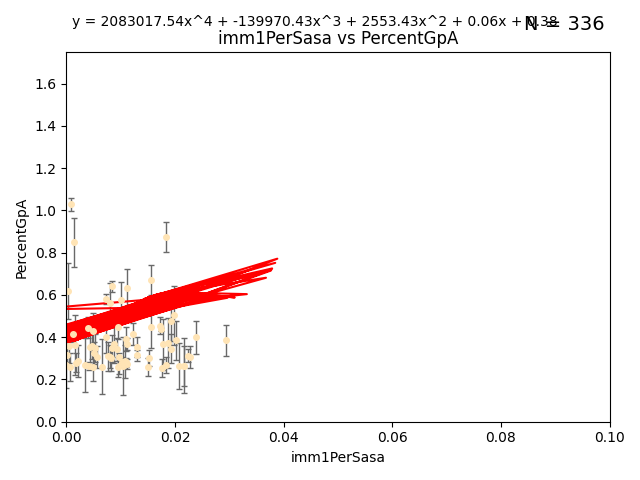 y = 2083017.54x^4 + -139970.43x^3 + 2553.43x^2 + 0.06x + 0.38
N = 336
imm1PerSasa vs PercentGpA
1.6
1.4
1.2
1.0
0.8
0.6
0.4
0.2
0.0
PercentGpA
0.00 0.02 0.04 0.06 0.08 0.10
imm1PerSasa